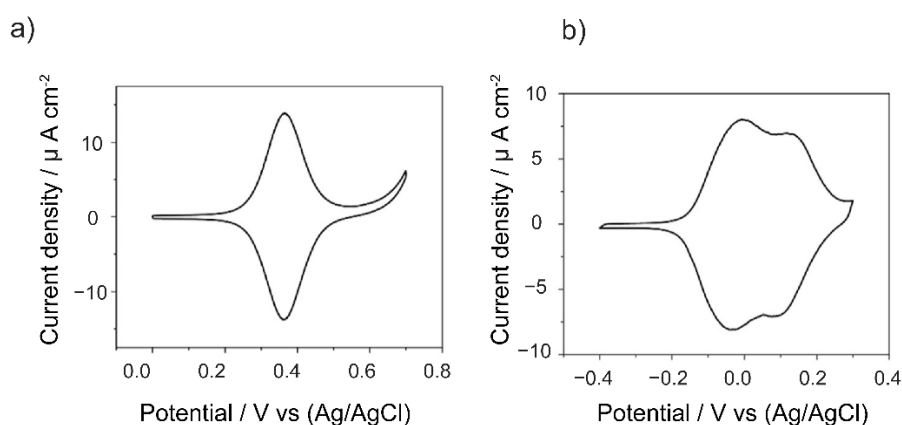 a)
Current density / μ A cm⁻²
10
0
−10
0.0 0.2 0.4 0.6 0.8
Potential / V vs (Ag/AgCl)
b)
Current density / μ A cm⁻²
10
5
0
−5
−10
−0.4 −0.2 0.0 0.2 0.4
Potential / V vs (Ag/AgCl)